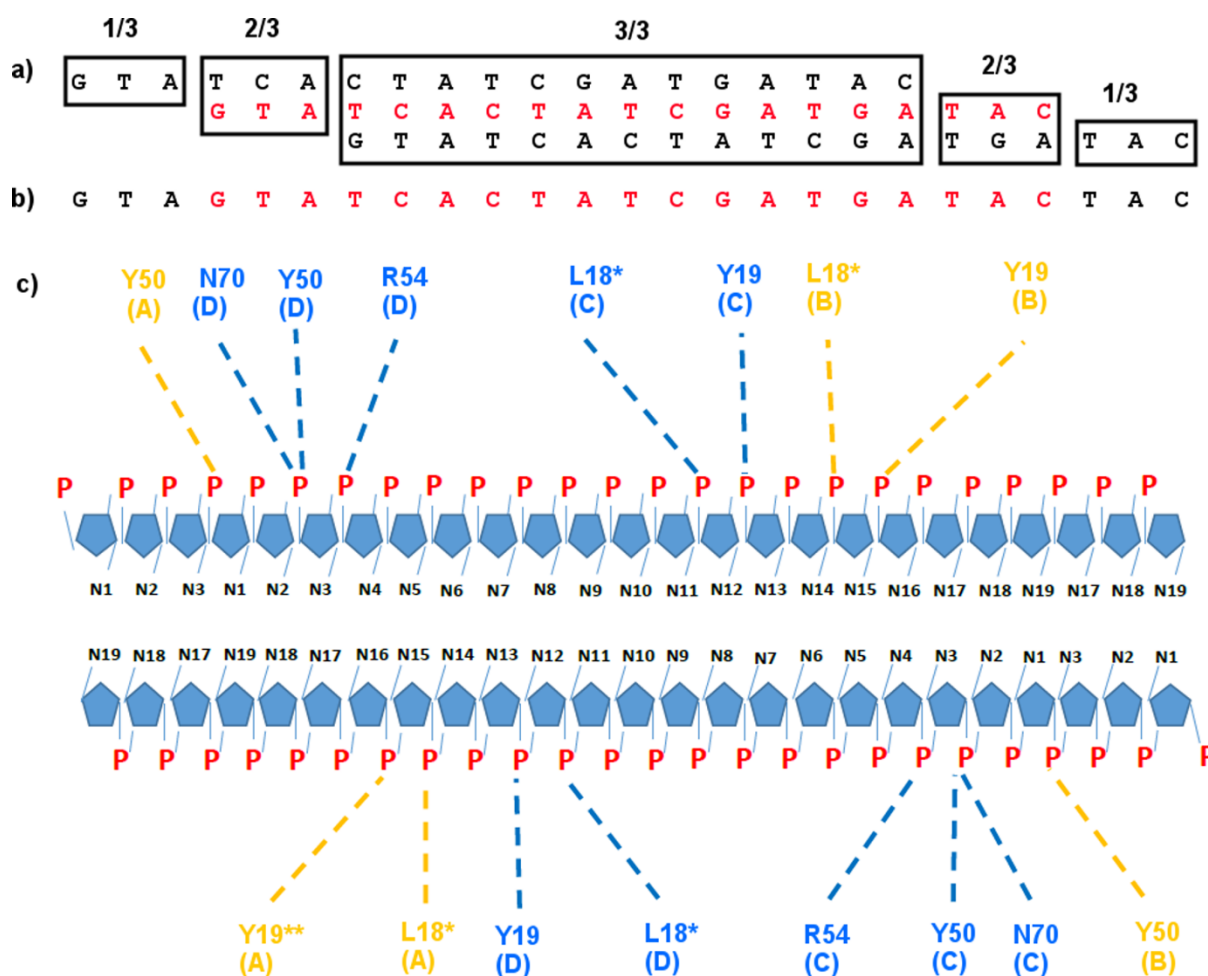 1/3 2/3 3/3
a) G T A T C A C T A T C G A T G A T A C 2/3 1/3
G T A T C A C T A T C G A T G A T A C
G T A T C A C T A T C G A T G A T A C
b) G T A G T A T C A C T A T C G A T G A T A C T A C
c) Y50 N70 Y50 R54 L18* Y19 L18* Y19
(A) (D) (D) (D) (C) (C) (B) (B)
P P P P P P P P P P P P P P P P P P P P P P P P P
N1 N2 N3 N1 N2 N3 N4 N5 N6 N7 N8 N9 N10 N11 N12 N13 N14 N15 N16 N17 N18 N19 N17 N18 N19
N19 N18 N17 N19 N18 N17 N16 N15 N14 N13 N12 N11 N10 N9 N8 N7 N6 N5 N4 N3 N2 N1 N3 N2 N1
P P P P P P P P P P P P P P P P P P P P P P P P P
Y19** L18* Y19 L18* R54 Y50 N70 Y50
(A) (A) (D) (D) (C) (C) (C) (B)